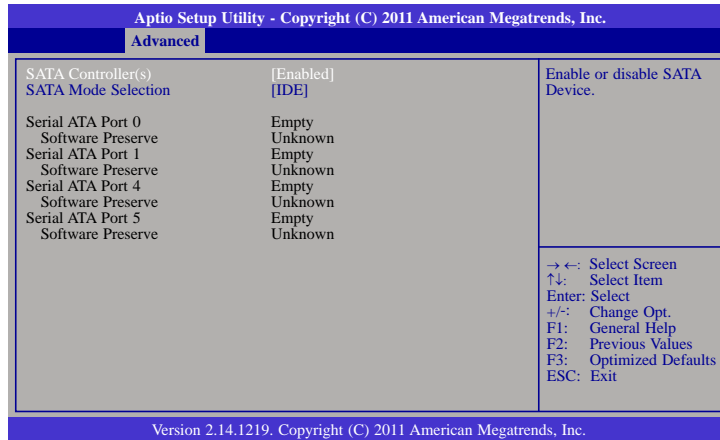 Aptio Setup Utility - Copyright (C) 2011 American Megatrends, Inc.
Advanced
SATA Controller(s) [Enabled]
SATA Mode Selection [IDE]
Serial ATA Port 0 Empty
Software Preserve Unknown
Serial ATA Port 1 Empty
Software Preserve Unknown
Serial ATA Port 4 Empty
Software Preserve Unknown
Serial ATA Port 5 Empty
Software Preserve Unknown
Enable or disable SATA
Device.
→ ←: Select Screen
↑↓: Select Item
Enter: Select
+/-: Change Opt.
F1: General Help
F2: Previous Values
F3: Optimized Defaults
ESC: Exit
Version 2.14.1219. Copyright (C) 2011 American Megatrends, Inc.